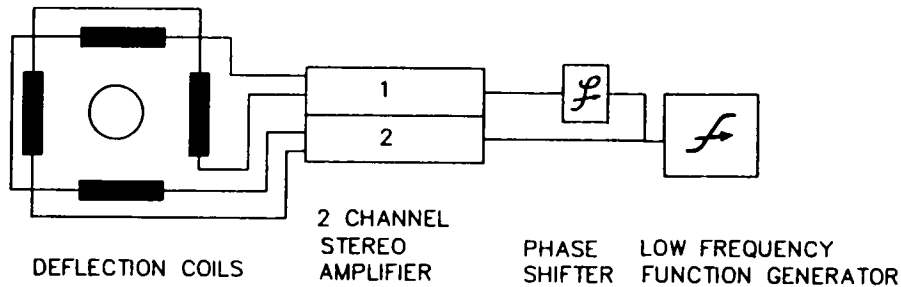 1
2
φ
f
DEFLECTION COILS
2 CHANNEL
STEREO
AMPLIFIER
PHASE
SHIFTER
LOW FREQUENCY
FUNCTION GENERATOR